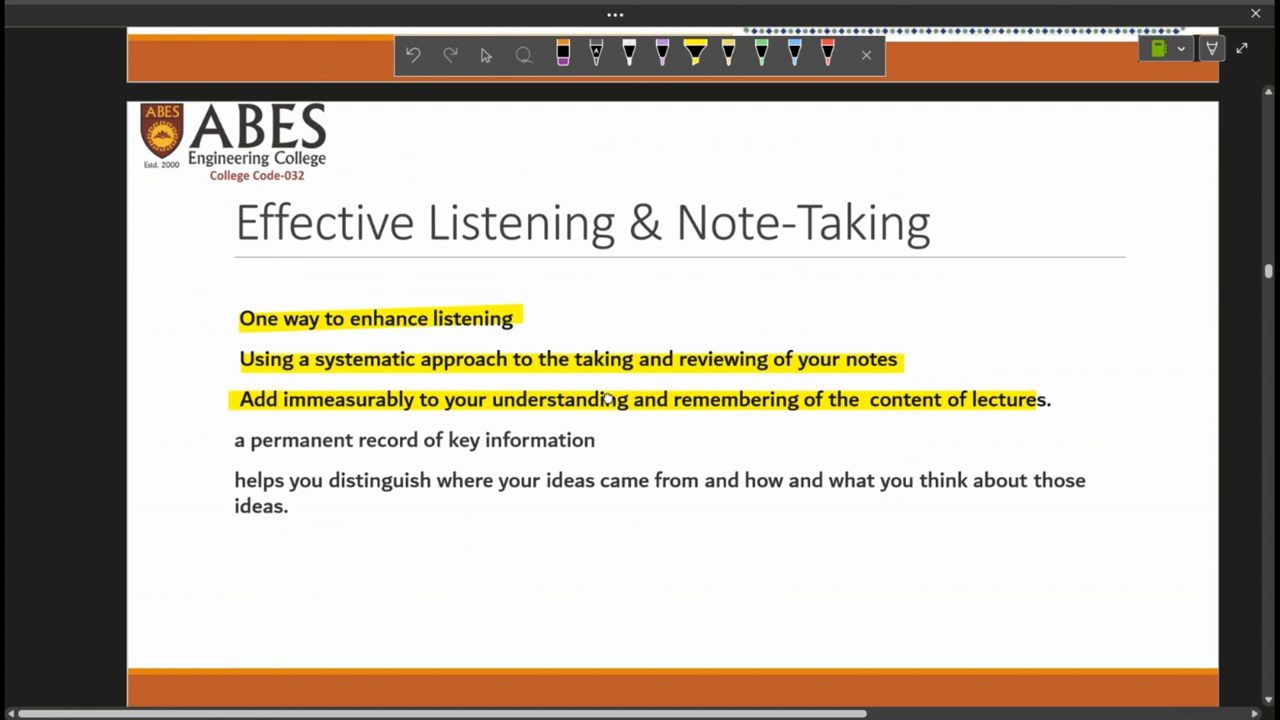 ABES
Estd. 2000
ABES
Engineering College
College Code-032
Effective Listening & Note-Taking
One way to enhance listening
Using a systematic approach to the taking and reviewing of your notes
Add immeasurably to your understanding and remembering of the content of lectures.
a permanent record of key information
helps you distinguish where your ideas came from and how and what you think about those
ideas.